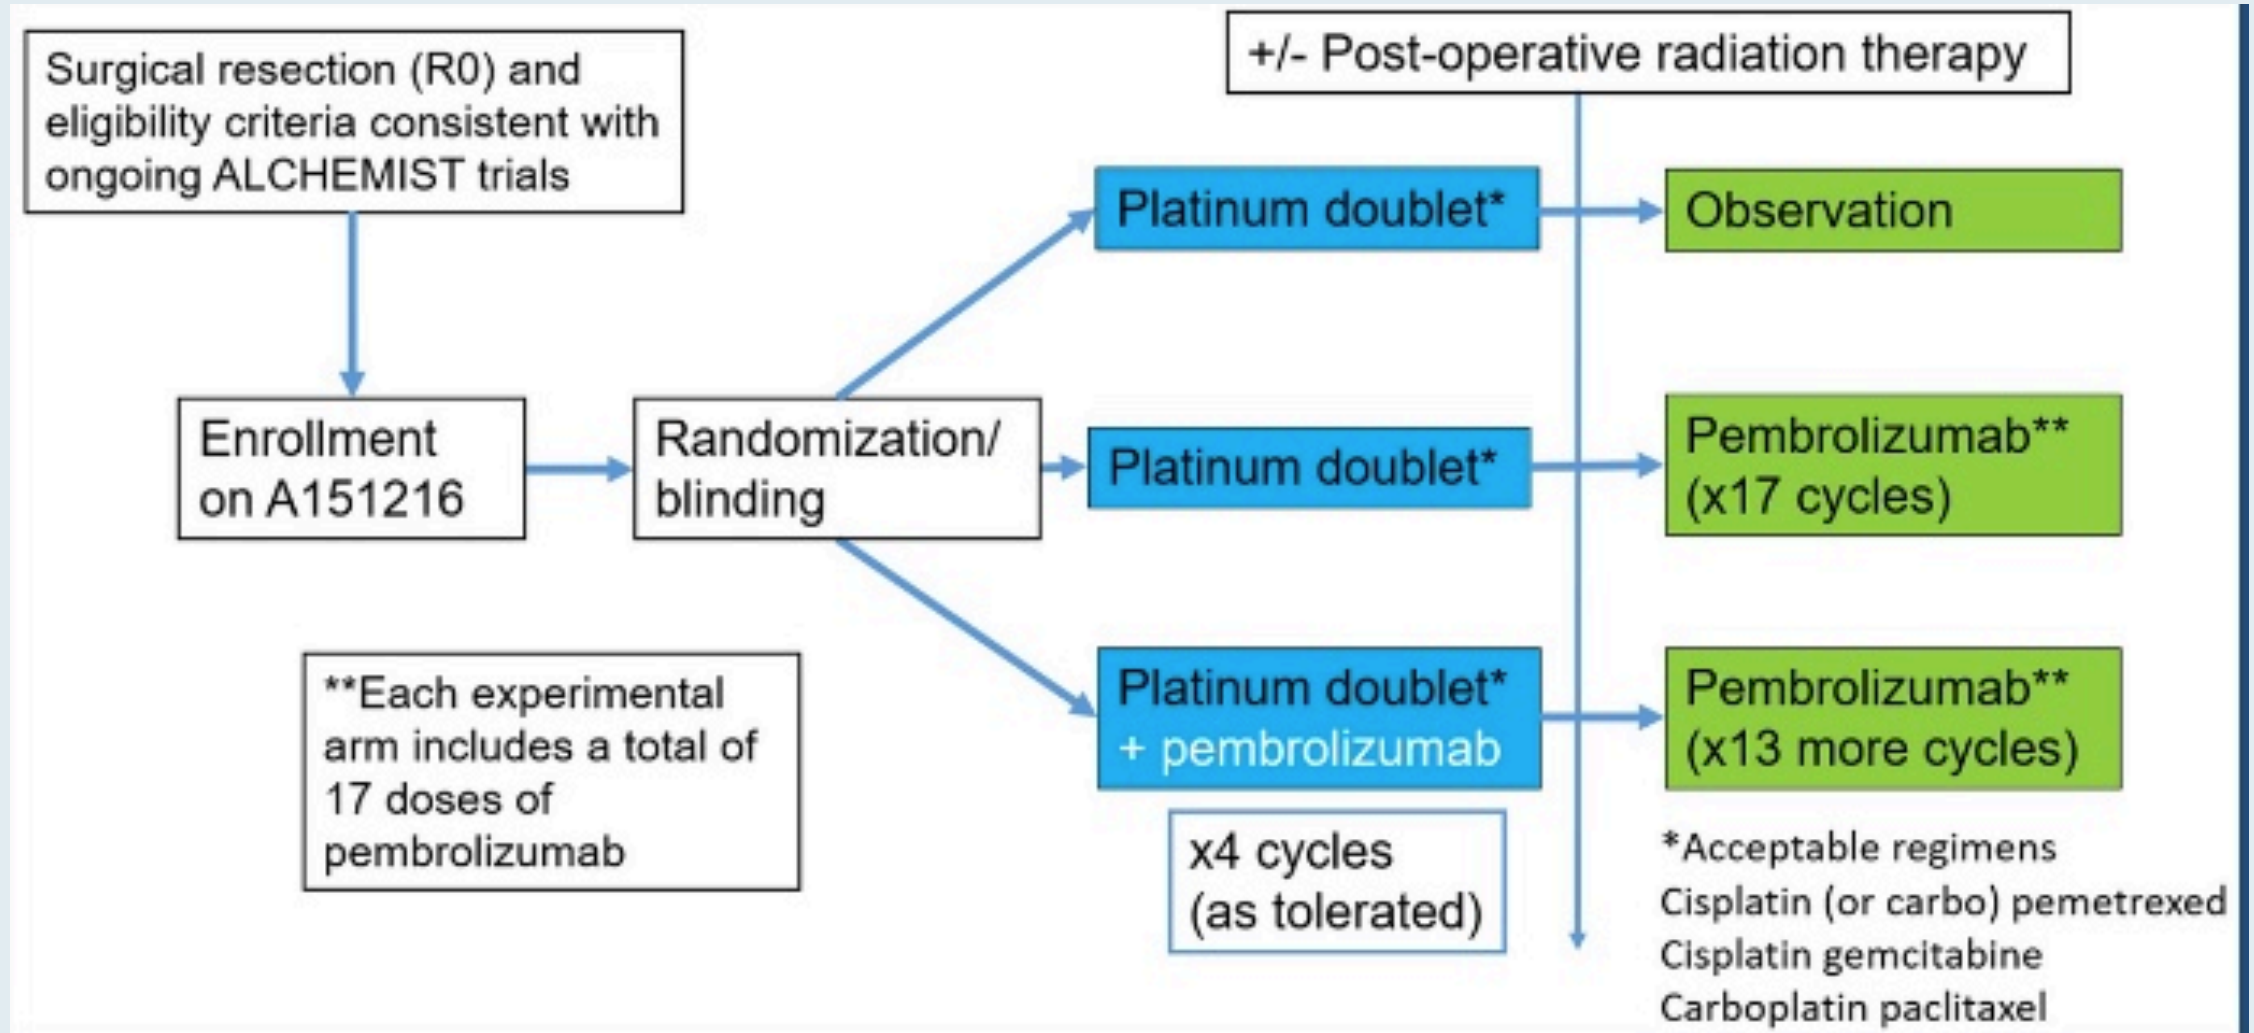 Surgical resection (R0) and
eligibility criteria consistent with
ongoing ALCHEMIST trials
+/- Post-operative radiation therapy
Platinum doublet*
Observation
Enrollment
on A151216
Randomization/
blinding
Platinum doublet*
Pembrolizumab**
(x17 cycles)
**Each experimental
arm includes a total of
17 doses of
pembrolizumab
Platinum doublet*
+ pembrolizumab
Pembrolizumab**
(x13 more cycles)
x4 cycles
(as tolerated)
*Acceptable regimens
Cisplatin (or carbo) pemetrexed
Cisplatin gemcitabine
Carboplatin paclitaxel